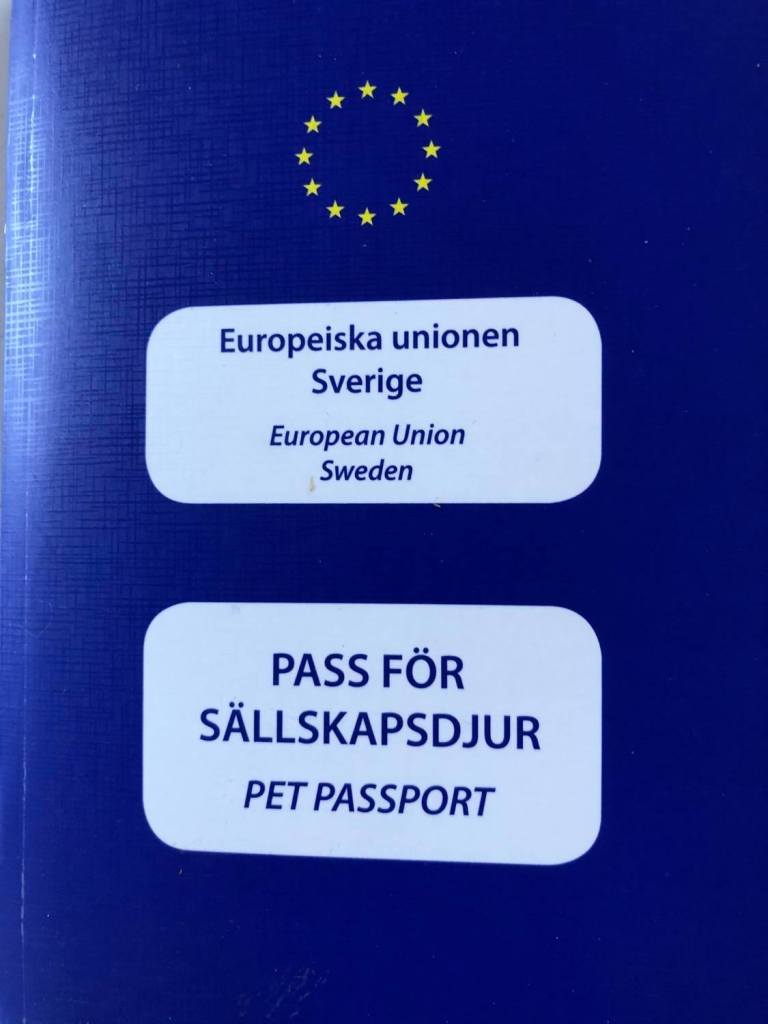 Europeiska unionen
Sverige
European Union
Sweden
PASS FÖR
SÄLLSKAPSDJUR
PET PASSPORT